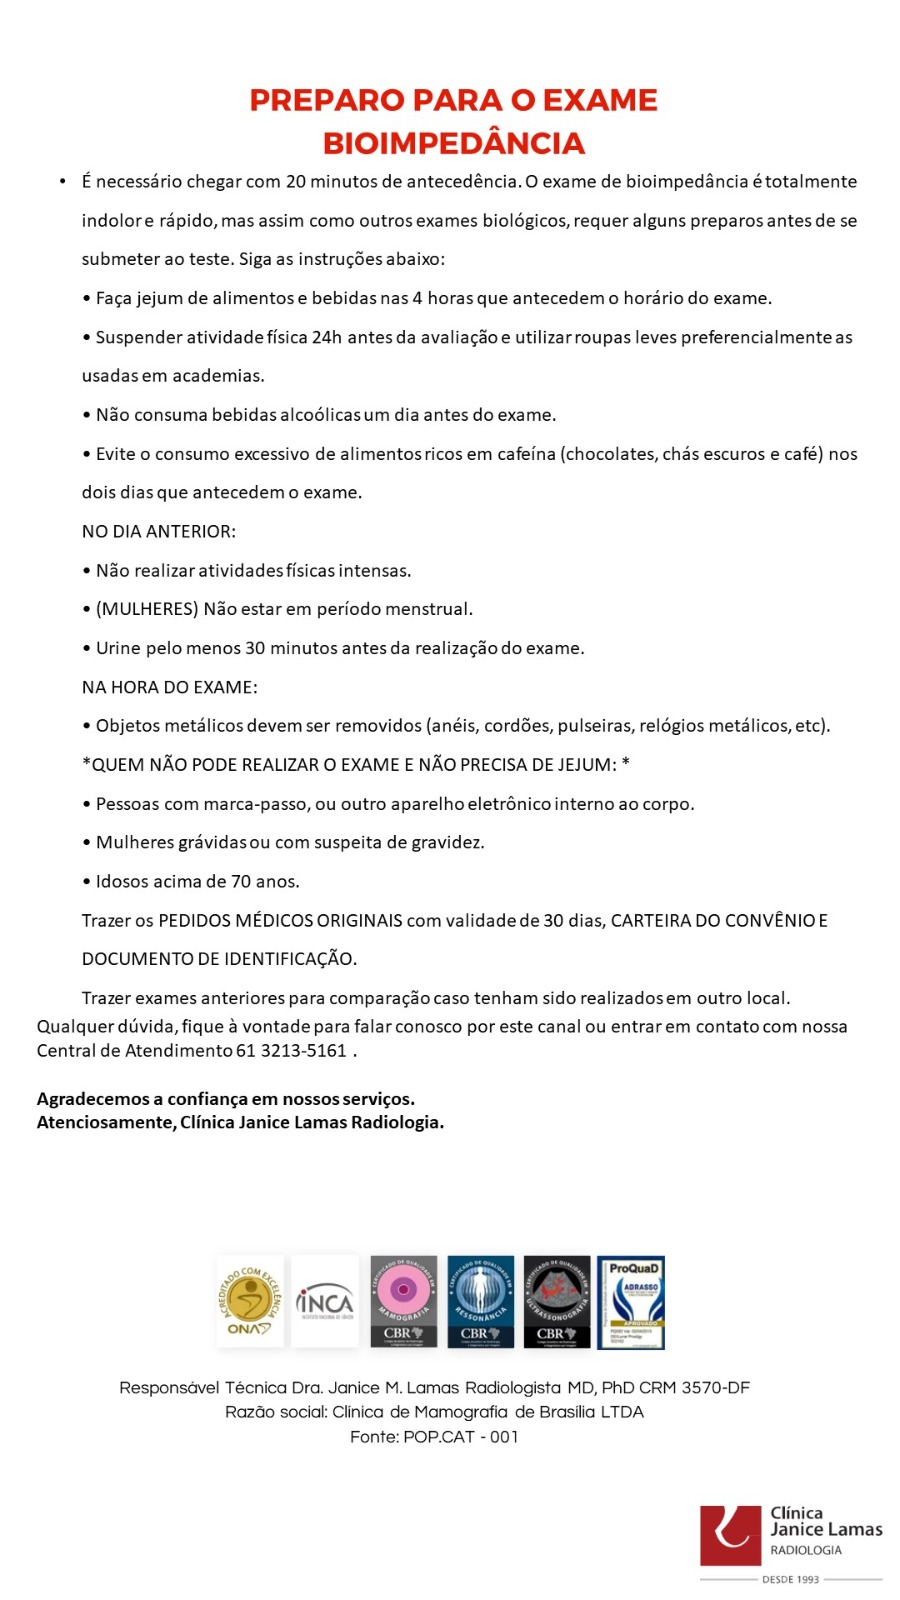 PREPARO PARA O EXAME
BIOIMPEDÂNCIA
• É necessário chegar com 20 minutos de antecedência. O exame de bioimpedância é totalmente
indolor e rápido, mas assim como outros exames biológicos, requer alguns preparos antes de se
submeter ao teste. Siga as instruções abaixo:
• Faça jejum de alimentos e bebidas nas 4 horas que antecedem o horário do exame.
• Suspender atividade física 24h antes da avaliação e utilizar roupas leves preferencialmente as
usadas em academias.
• Não consuma bebidas alcoólicas um dia antes do exame.
• Evite o consumo excessivo de alimentos ricos em cafeína (chocolates, chás escuros e café) nos
dois dias que antecedem o exame.
NO DIA ANTERIOR:
• Não realizar atividades físicas intensas.
• (MULHERES) Não estar em período menstrual.
• Urine pelo menos 30 minutos antes da realização do exame.
NA HORA DO EXAME:
• Objetos metálicos devem ser removidos (anéis, cordões, pulseiras, relógios metálicos, etc).
*QUEM NÃO PODE REALIZAR O EXAME E NÃO PRECISA DE JEJUM: *
• Pessoas com marca-passo, ou outro aparelho eletrônico interno ao corpo.
• Mulheres grávidas ou com suspeita de gravidez.
• Idosos acima de 70 anos.
Trazer os PEDIDOS MÉDICOS ORIGINAIS com validade de 30 dias, CARTEIRA DO CONVÊNIO E
DOCUMENTO DE IDENTIFICAÇÃO.
Trazer exames anteriores para comparação caso tenham sido realizados em outro local.
Qualquer dúvida, fique à vontade para falar conosco por este canal ou entrar em contato com nossa
Central de Atendimento 61 3213-5161 .
Agradecemos a confiança em nossos serviços.
Atenciosamente, Clínica Janice Lamas Radiologia.
ACREDITADO COM EXCELÊNCIA
ONA
INCA
INSTITUTO NACIONAL DE CÂNCER
CERTIFICADO DE QUALIDADE EM
MAMOGRAFIA
CBR
CERTIFICADO DE QUALIDADE EM
RESSONÂNCIA
CBR
CERTIFICADO DE QUALIDADE EM
ULTRASSONOGRAFIA
CBR
ProQuaD
ABRASSO
APROVADO
Responsável Técnica Dra. Janice M. Lamas Radiologista MD, PhD CRM 3570-DF
Razão social: Clínica de Mamografia de Brasília LTDA
Fonte: POP.CAT - 001
Clínica
Janice Lamas
RADIOLOGIA
DESDE 1993